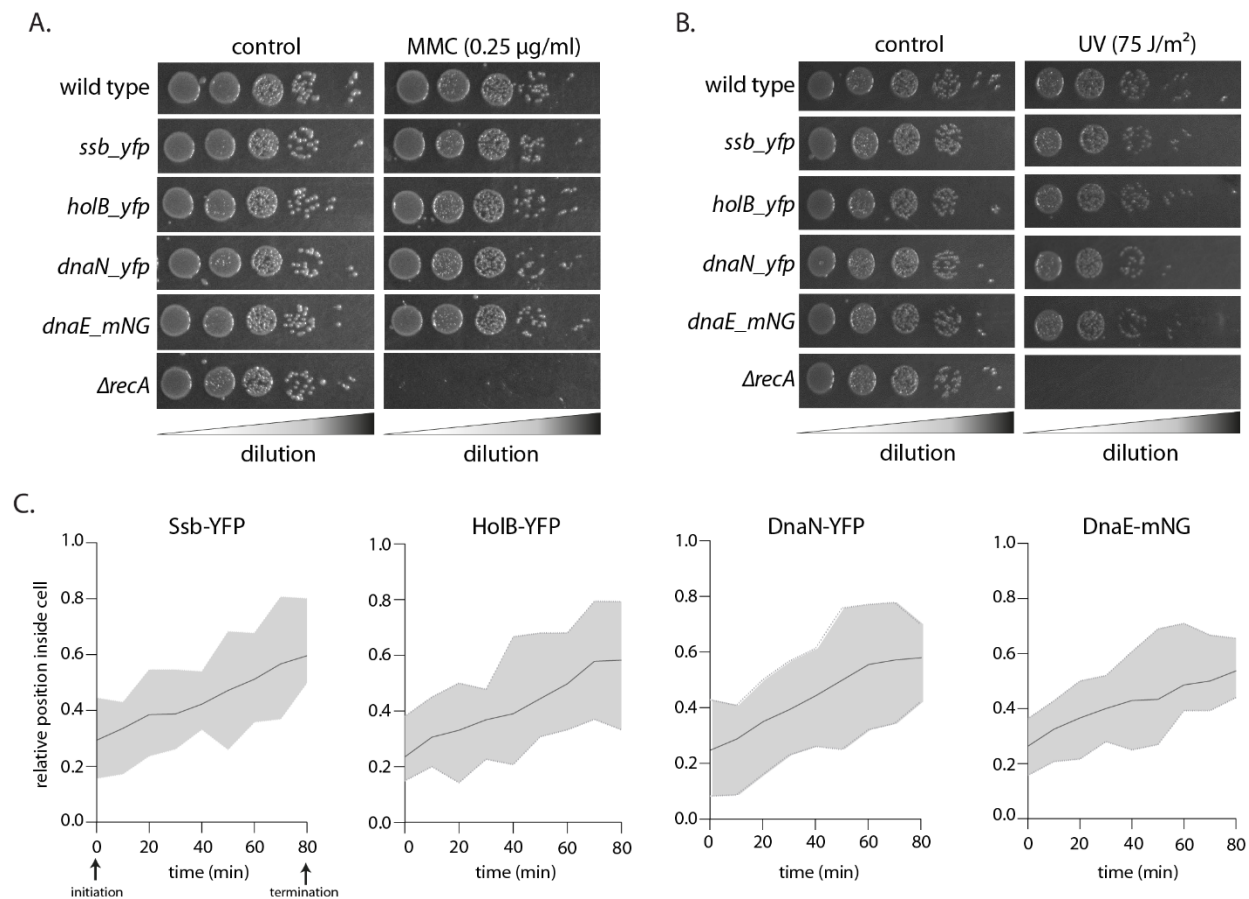 A.
control
MMC (0.25 µg/ml)
wild type
ssb_yfp
holB_yfp
dnaN_yfp
dnaE_mNG
ΔrecA
dilution
dilution
B.
control
UV (75 J/m²)
wild type
ssb_yfp
holB_yfp
dnaN_yfp
dnaE_mNG
ΔrecA
dilution
dilution
C.
Ssb-YFP
relative position inside cell
1.0
0.8
0.6
0.4
0.2
0.0
0 20 40 60 80
time (min)
initiation
termination
HolB-YFP
1.0
0.8
0.6
0.4
0.2
0.0
0 20 40 60 80
time (min)
DnaN-YFP
1.0
0.8
0.6
0.4
0.2
0.0
0 20 40 60 80
time (min)
DnaE-mNG
1.0
0.8
0.6
0.4
0.2
0.0
0 20 40 60 80
time (min)